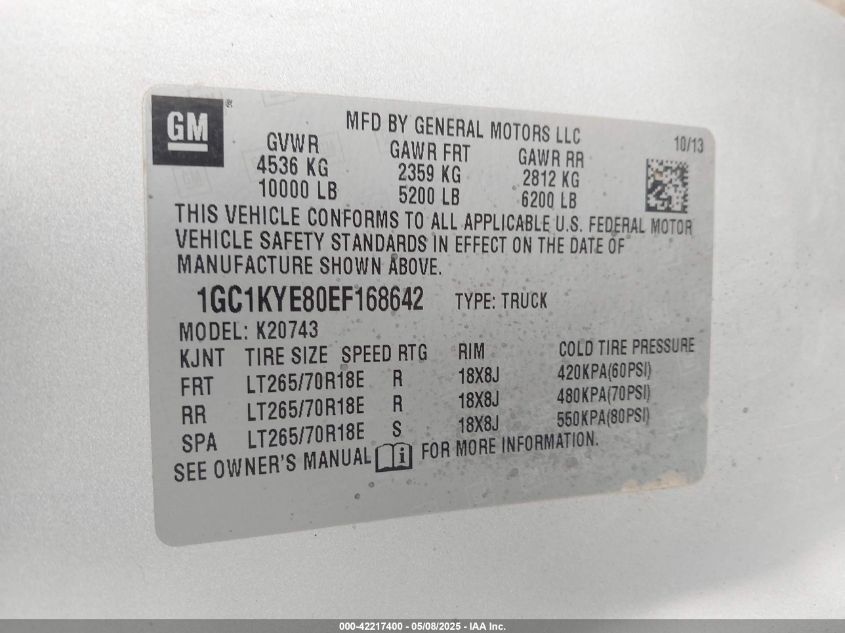 GM®
MFD BY GENERAL MOTORS LLC
10/13
GVWR GAWR FRT GAWR RR
4536 KG 2359 KG 2812 KG
10000 LB 5200 LB 6200 LB
THIS VEHICLE CONFORMS TO ALL APPLICABLE U.S. FEDERAL MOTOR
VEHICLE SAFETY STANDARDS IN EFFECT ON THE DATE OF
MANUFACTURE SHOWN ABOVE.
1GC1KYE80EF168642 TYPE: TRUCK
MODEL: K20743
KJNT TIRE SIZE SPEED RTG RIM COLD TIRE PRESSURE
FRT LT265/70R18E R 18X8J 420KPA(60PSI)
RR LT265/70R18E R 18X8J 480KPA(70PSI)
SPA LT265/70R18E S 18X8J 550KPA(80PSI)
SEE OWNER'S MANUAL i FOR MORE INFORMATION.
000-42217400 - 05/08/2025 - IAA Inc.